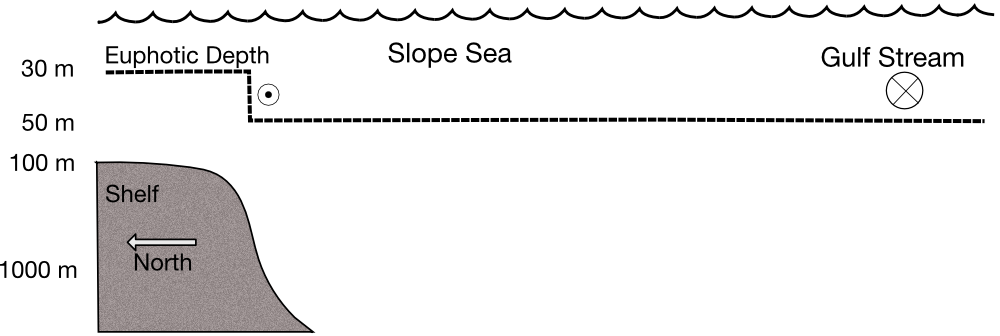 Euphotic Depth
Slope Sea
Gulf Stream
30 m
50 m
100 m
Shelf
North
1000 m